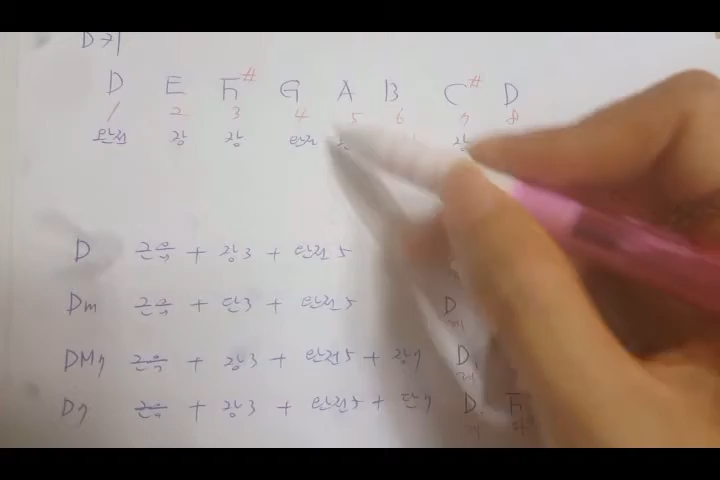 D키
D E F# G A B C# D
1 2 3 4 5 6 7 8
완전 장 장 완전 장
D 근음 + 장3 + 완전5
Dm 근음 + 단3 + 완전5 D
DM7 근음 + 장3 + 완전5 + 장7 D
D7 근음 + 장3 + 완전5 + 단7 D F